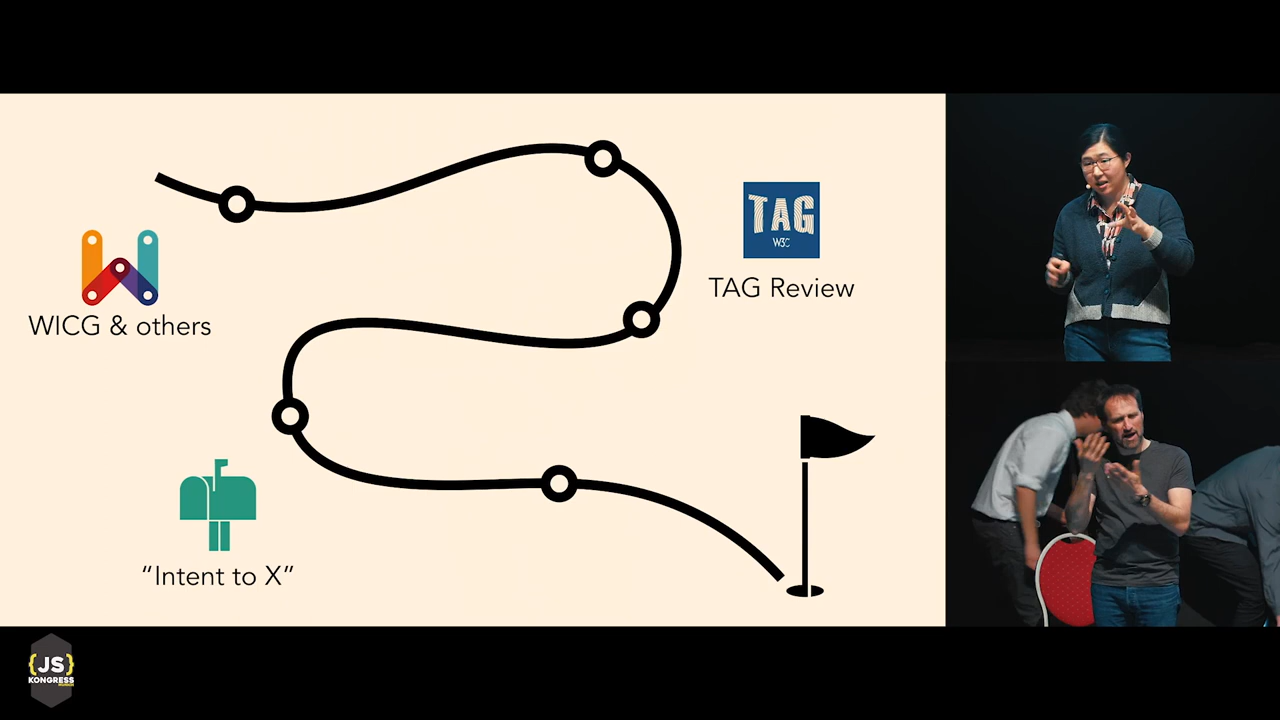 WICG & others
TAG
W3C
TAG Review
“Intent to X”
{JS}
KONGRESS